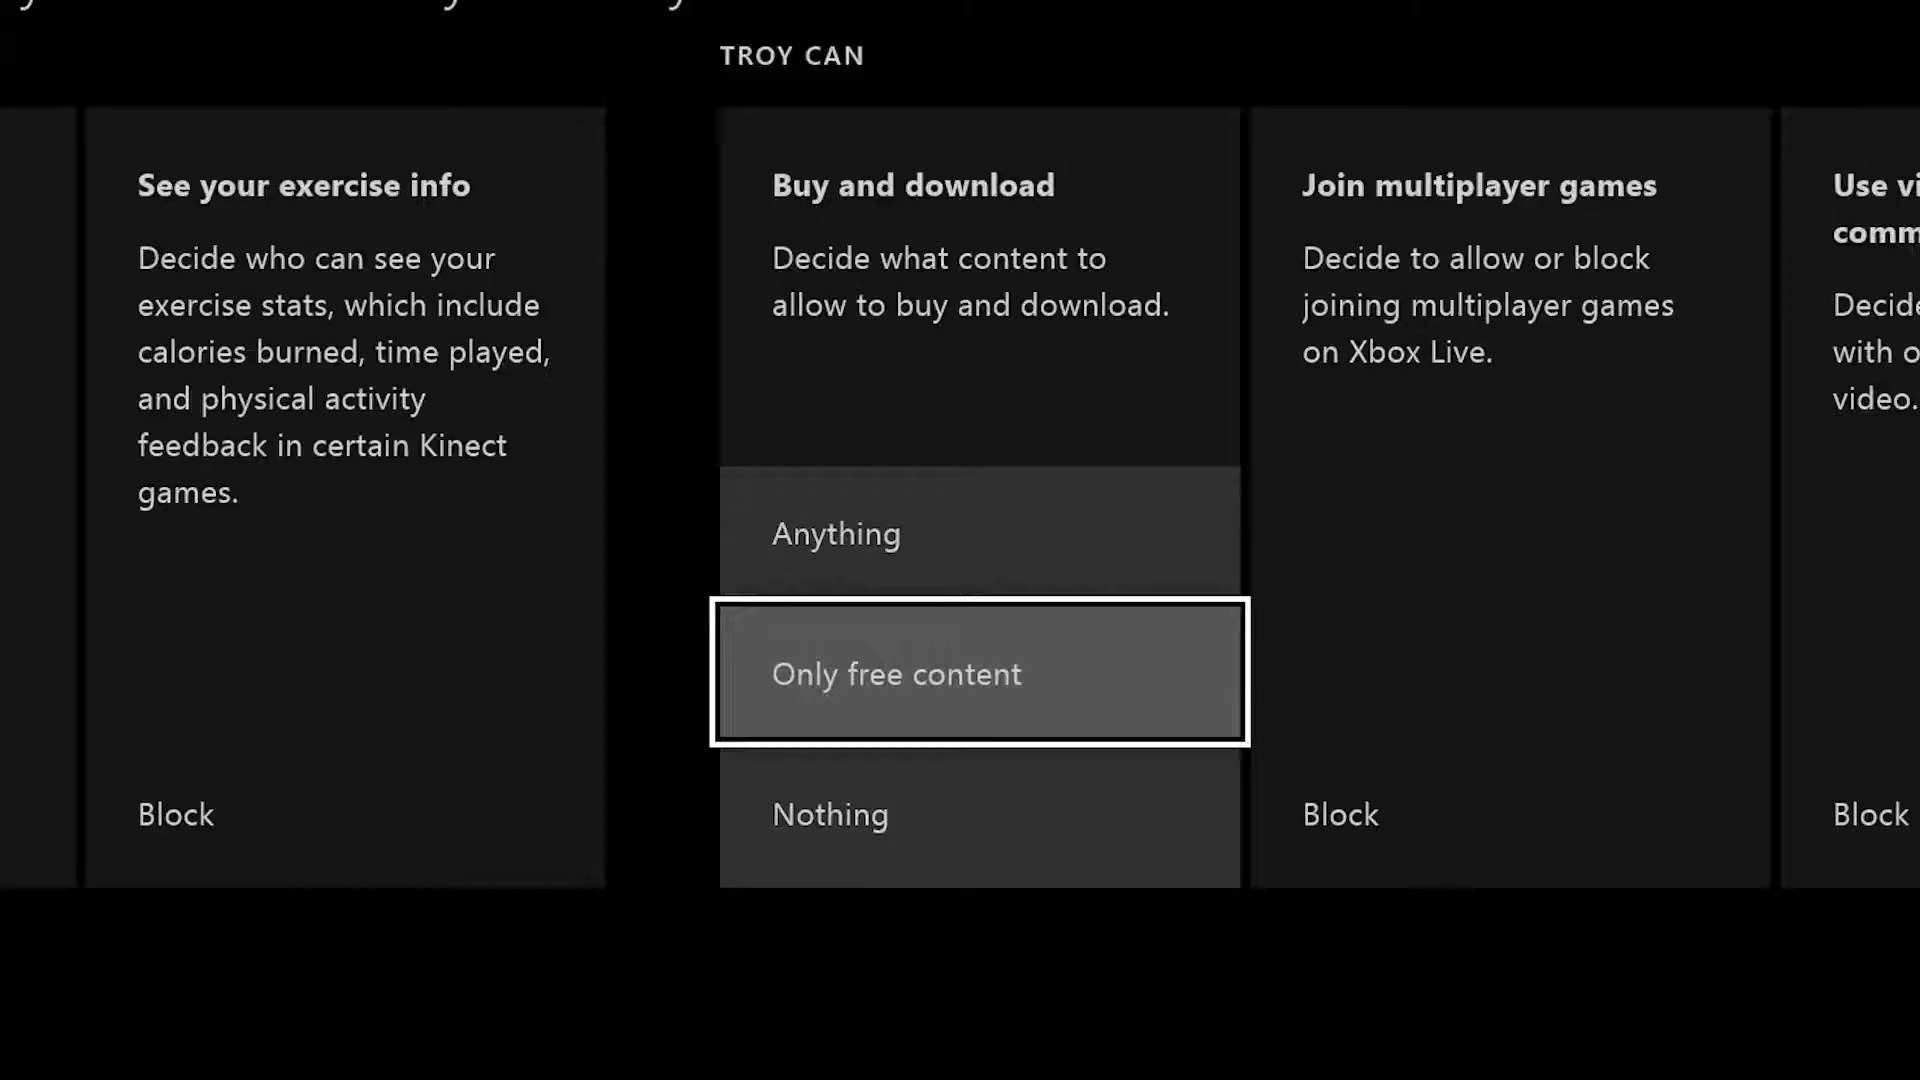 TROY CAN
See your exercise info
Decide who can see your
exercise stats, which include
calories burned, time played,
and physical activity
feedback in certain Kinect
games.
Block
Buy and download
Decide what content to
allow to buy and download.
Anything
Only free content
Nothing
Join multiplayer games
Decide to allow or block
joining multiplayer games
on Xbox Live.
Block
Use
with
video.
Block